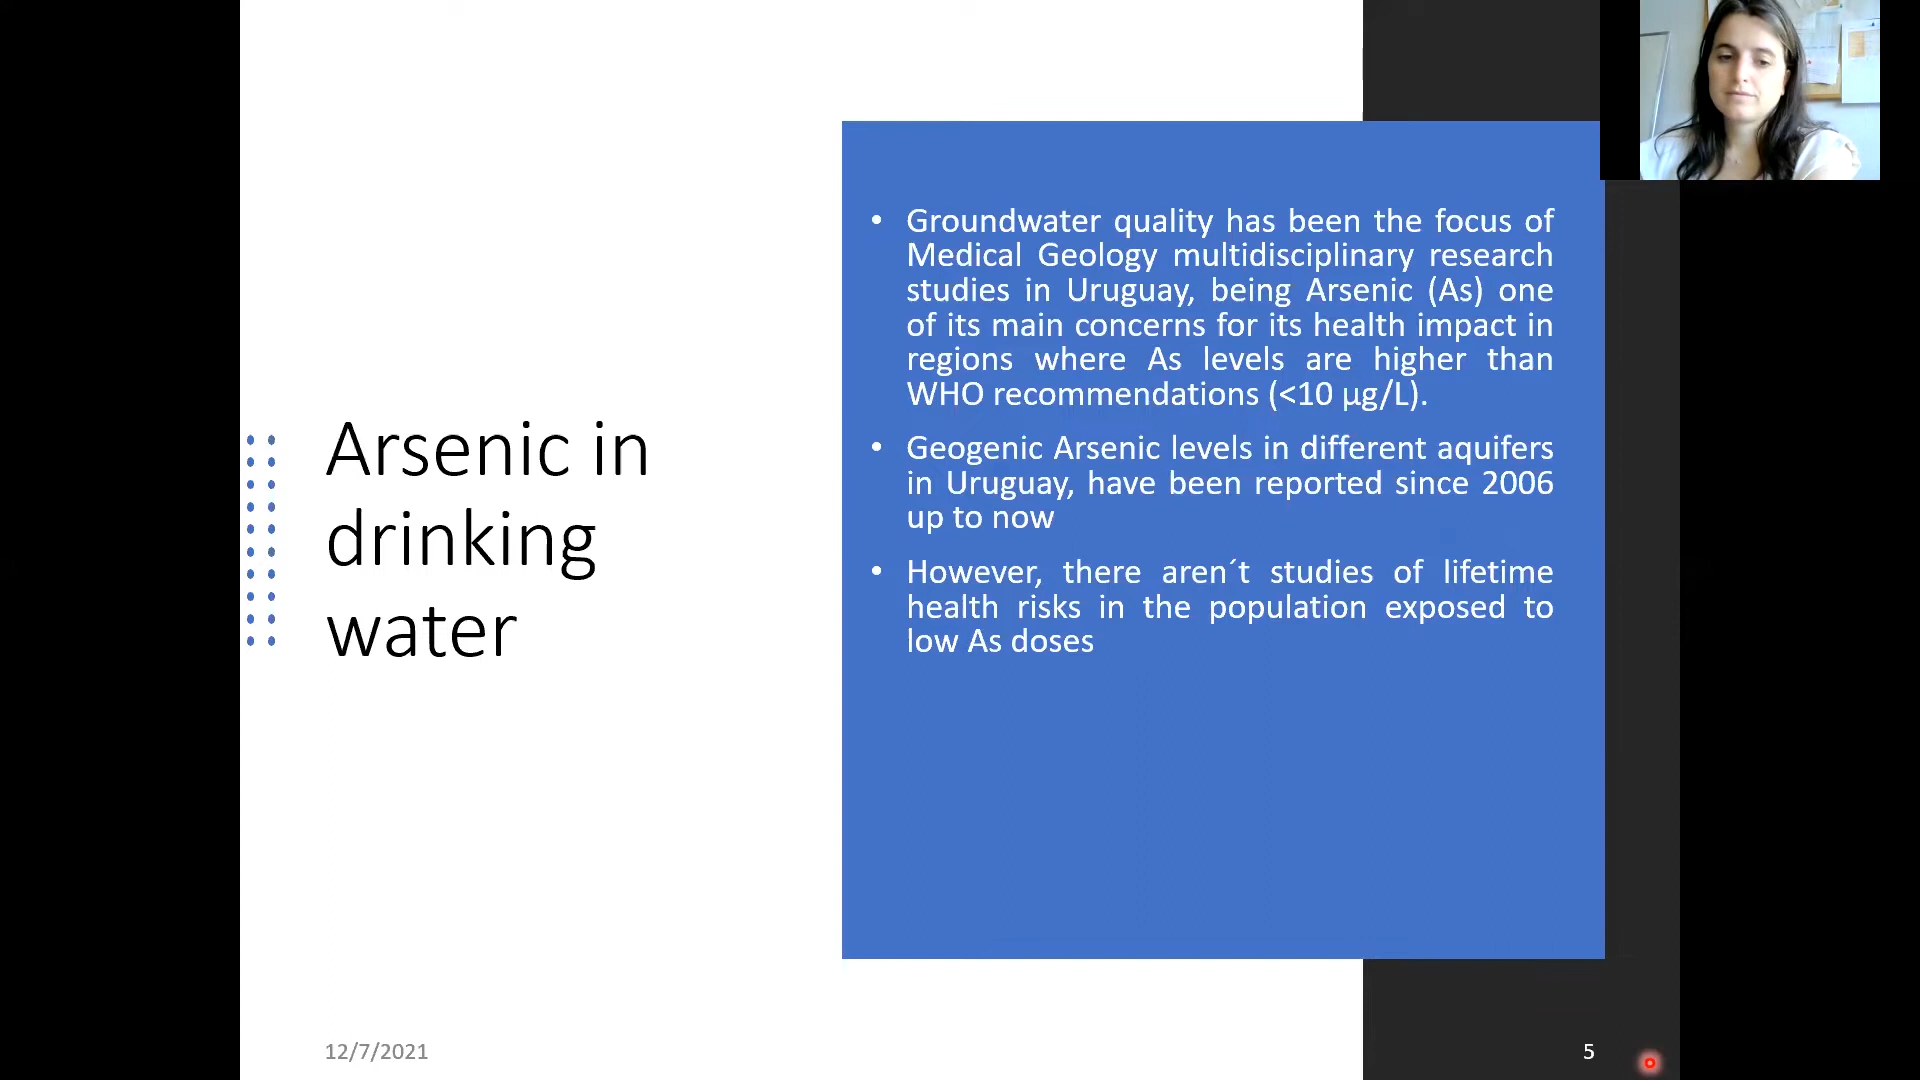 Arsenic in
drinking
water
• Groundwater quality has been the focus of
Medical Geology multidisciplinary research
studies in Uruguay, being Arsenic (As) one
of its main concerns for its health impact in
regions where As levels are higher than
WHO recommendations (<10 µg/L).
• Geogenic Arsenic levels in different aquifers
in Uruguay, have been reported since 2006
up to now
• However, there aren´t studies of lifetime
health risks in the population exposed to
low As doses
12/7/2021
5